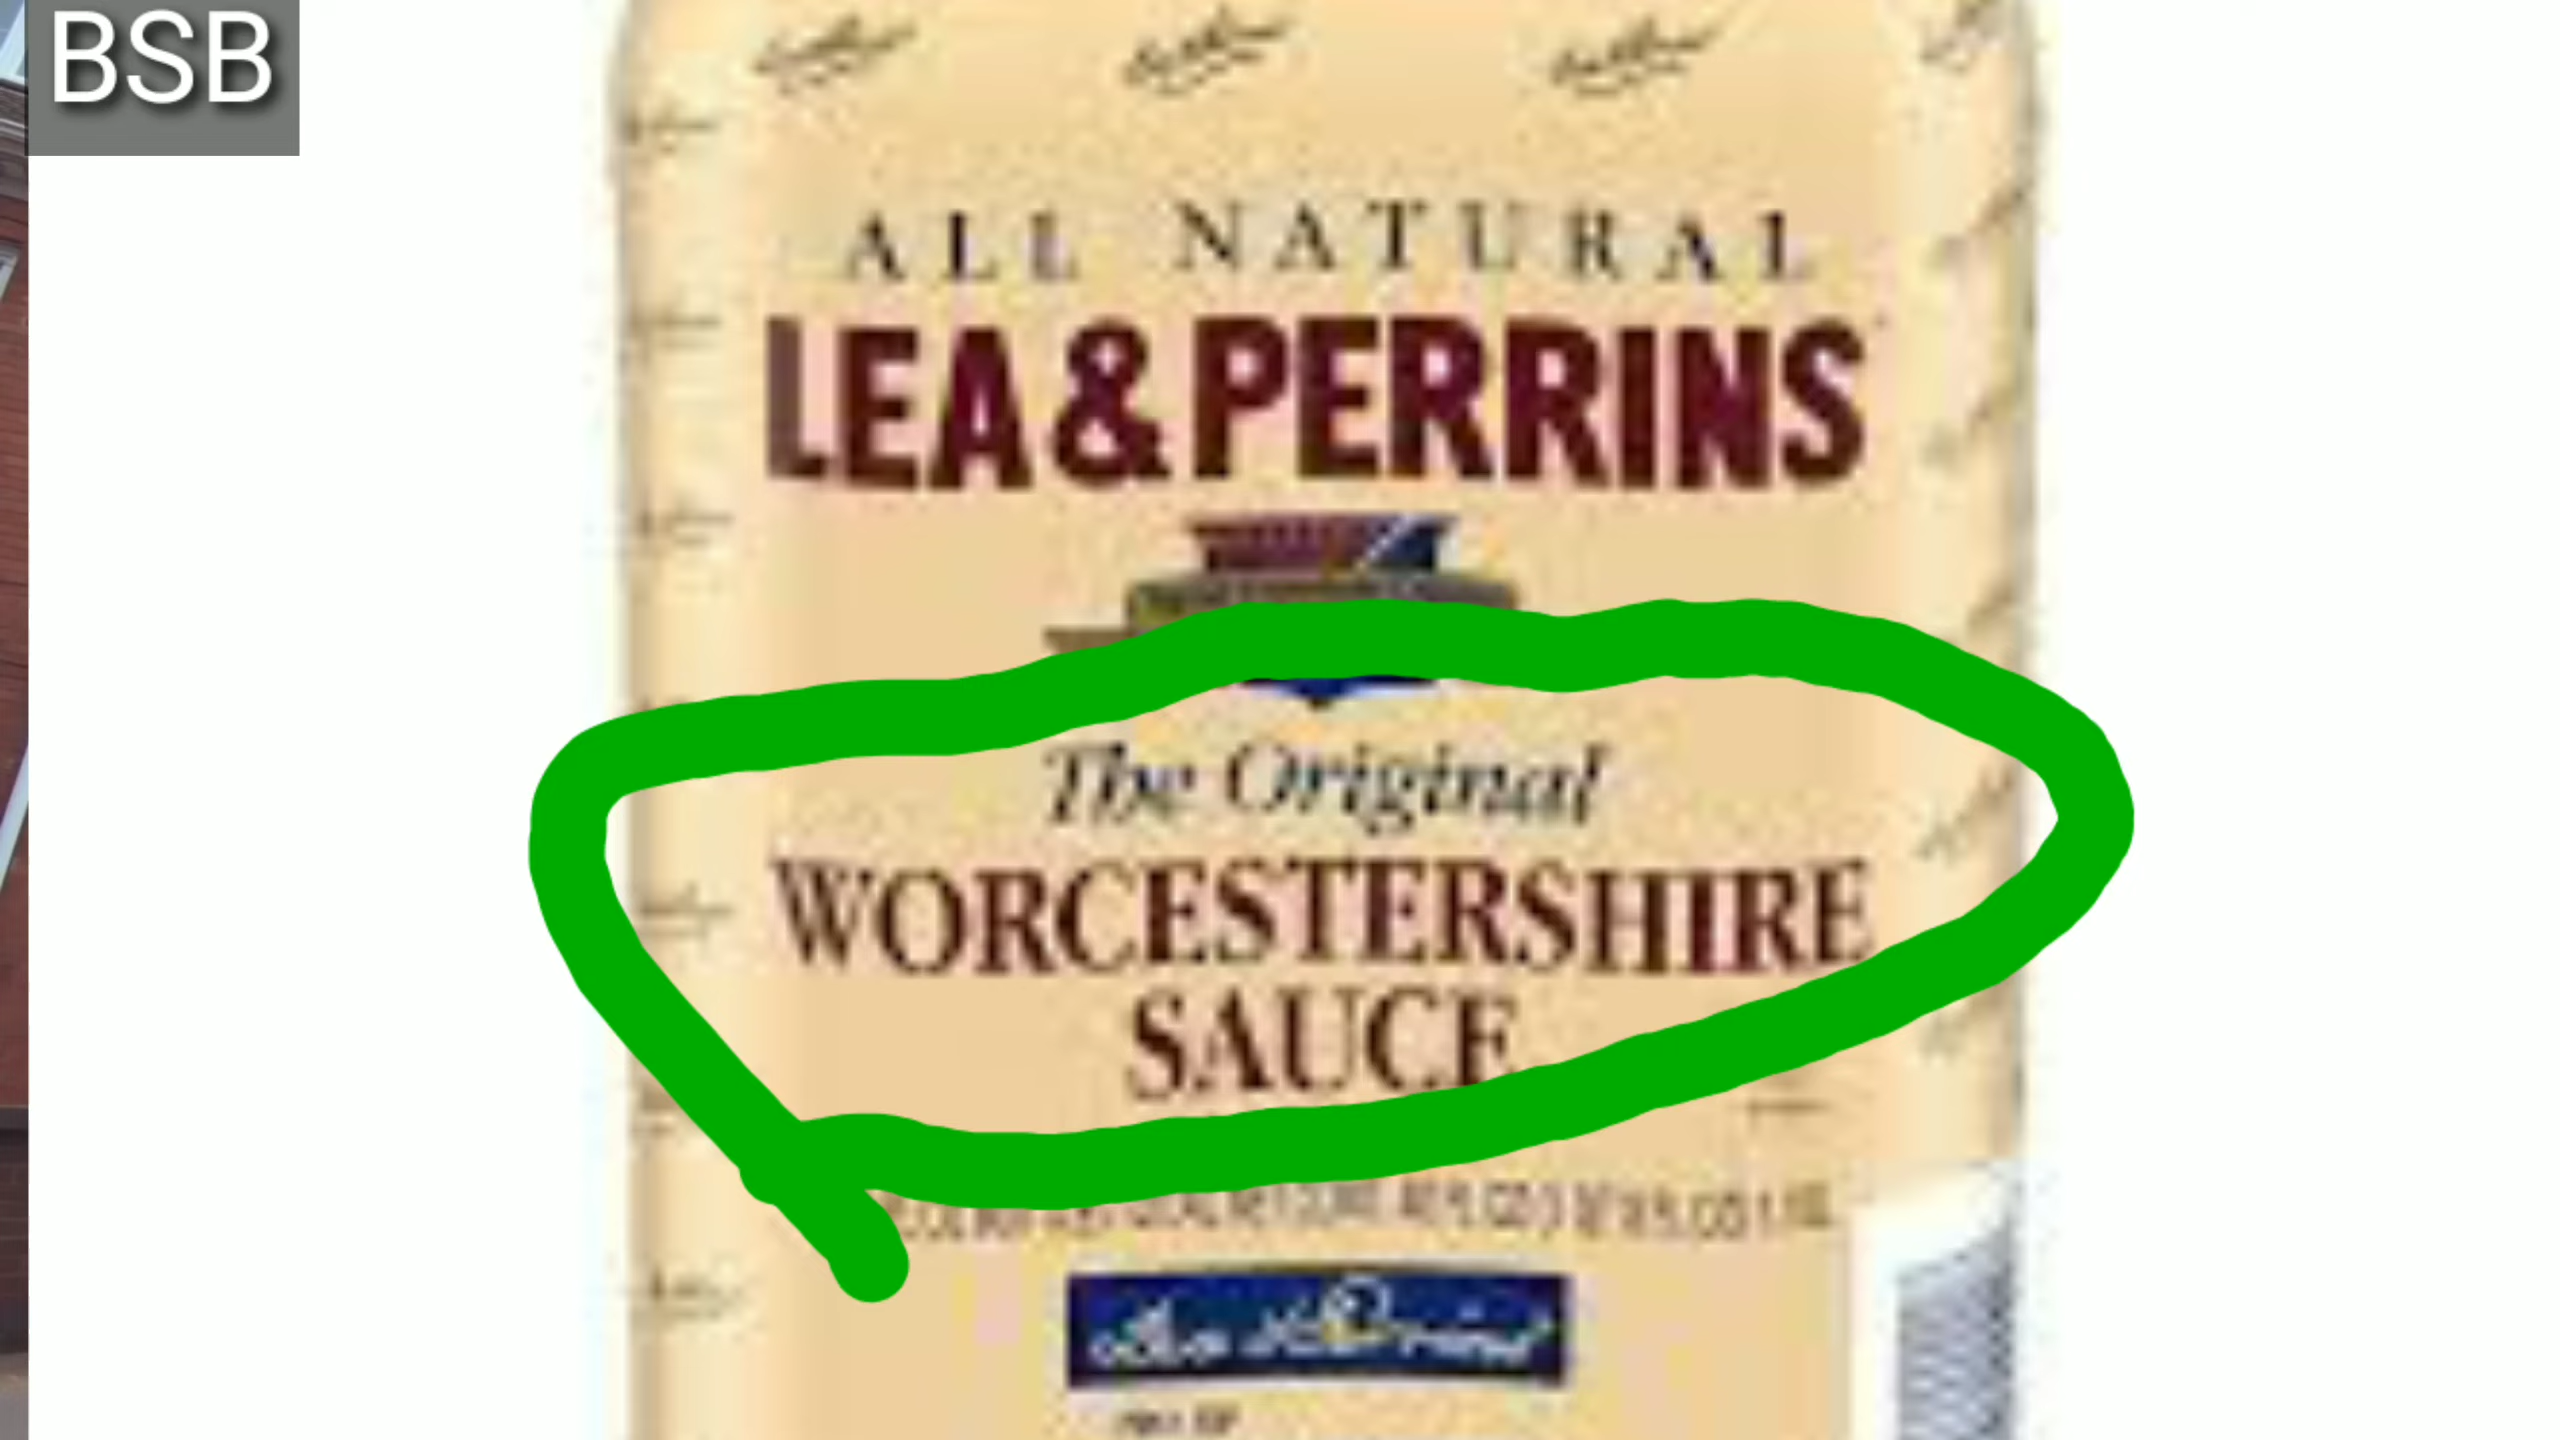 BSB
ALL NATURAL
LEA & PERRINS
The Original
WORCESTERSHIRE
SAUCE